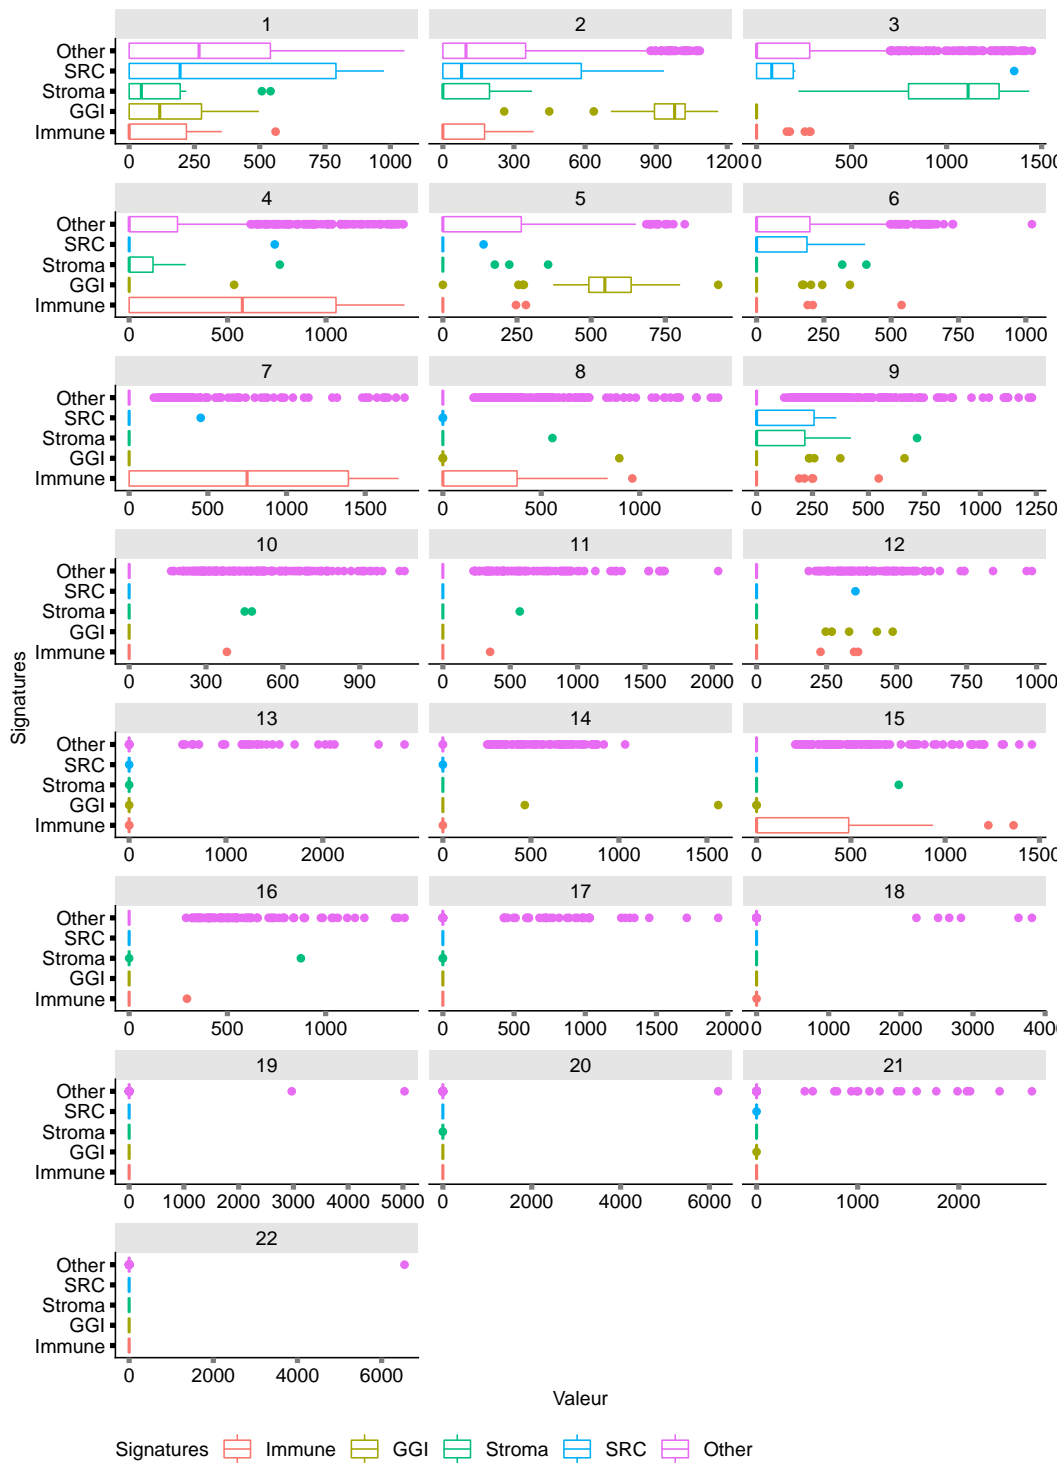 1 2 3
Other
SRC
Stroma
GGI
Immune
0 250 500 750 1000 0 300 600 900 1200 0 500 1000 1500
4 5 6
Other
SRC
Stroma
GGI
Immune
0 500 1000 0 250 500 750 0 250 500 750 1000
7 8 9
Other
SRC
Stroma
GGI
Immune
0 500 1000 1500 0 500 1000 0 250 500 750 1000 1250
10 11 12
Other
SRC
Stroma
GGI
Immune
0 300 600 900 0 500 1000 1500 2000 0 250 500 750 1000
13 14 15
Other
SRC
Stroma
GGI
Immune
0 1000 2000 0 500 1000 1500 0 500 1000 1500
16 17 18
Other
SRC
Stroma
GGI
Immune
0 500 1000 0 500 1000 1500 2000 0 1000 2000 3000 4000
19 20 21
Other
SRC
Stroma
GGI
Immune
0 1000 2000 3000 4000 5000 0 2000 4000 6000 0 1000 2000
22
Other
SRC
Stroma
GGI
Immune
0 2000 4000 6000
Signatures
Valeur
Signatures Immune GGI Stroma SRC Other